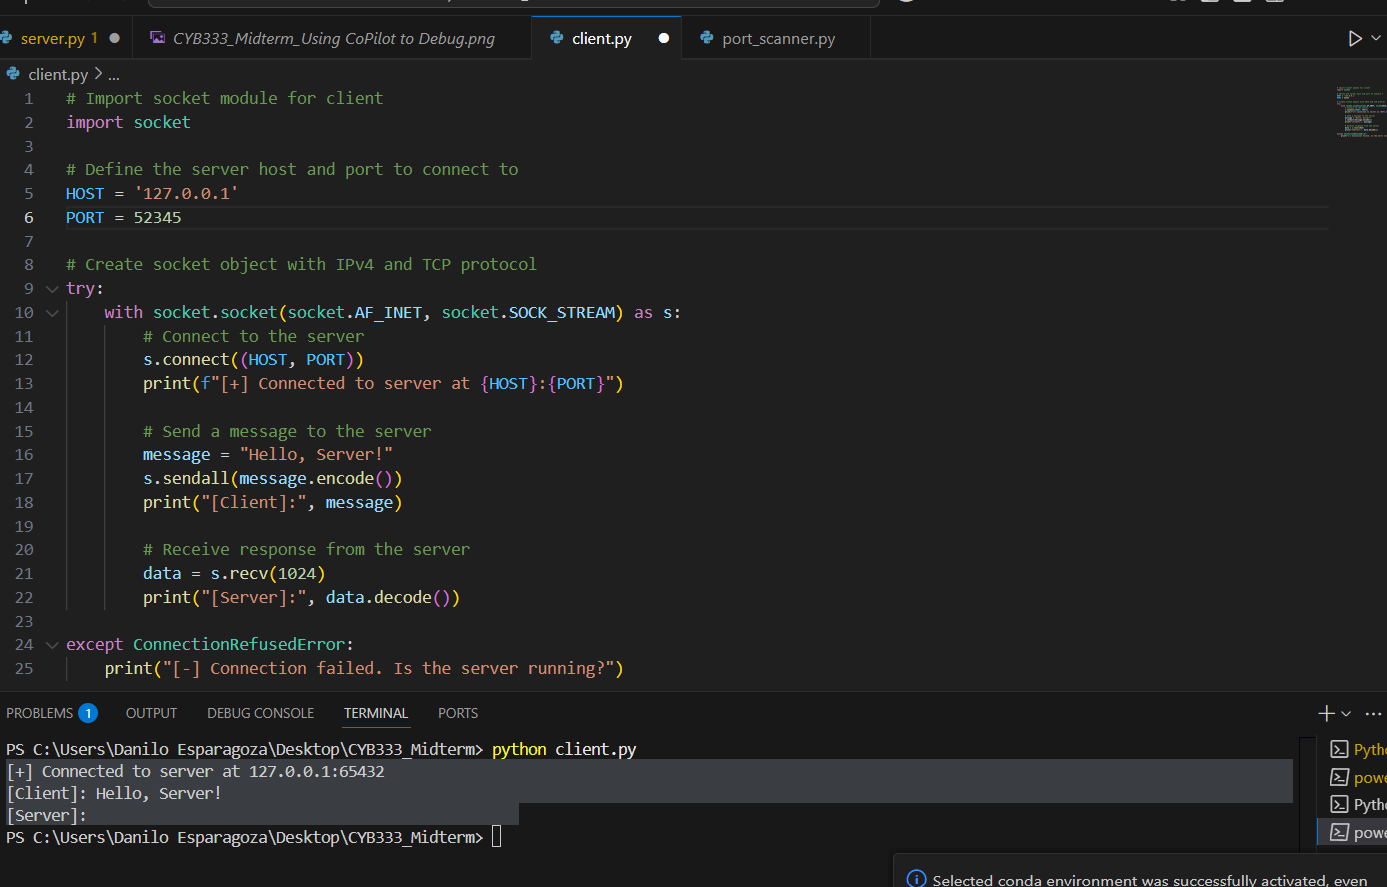 server.py 1
CYB333_Midterm_Using CoPilot to Debug.png
client.py
port_scanner.py
client.py > ...
1 # Import socket module for client
2 import socket
3
4 # Define the server host and port to connect to
5 HOST = '127.0.0.1'
6 PORT = 52345
7
8 # Create socket object with IPv4 and TCP protocol
9 try:
10 with socket.socket(socket.AF_INET, socket.SOCK_STREAM) as s:
11 # Connect to the server
12 s.connect((HOST, PORT))
13 print(f"[+] Connected to server at {HOST}:{PORT}")
14
15 # Send a message to the server
16 message = "Hello, Server!"
17 s.sendall(message.encode())
18 print("[Client]:", message)
19
20 # Receive response from the server
21 data = s.recv(1024)
22 print("[Server]:", data.decode())
23
24 except ConnectionRefusedError:
25 print("[-] Connection failed. Is the server running?")
PROBLEMS 1 OUTPUT DEBUG CONSOLE TERMINAL PORTS
PS C:\Users\Danilo Esparagoza\Desktop\CYB333_Midterm> python client.py
[+] Connected to server at 127.0.0.1:65432
[Client]: Hello, Server!
[Server]:
PS C:\Users\Danilo Esparagoza\Desktop\CYB333_Midterm>
Pytho
powe
Pytho
powe
Selected conda environment was successfully activated, even